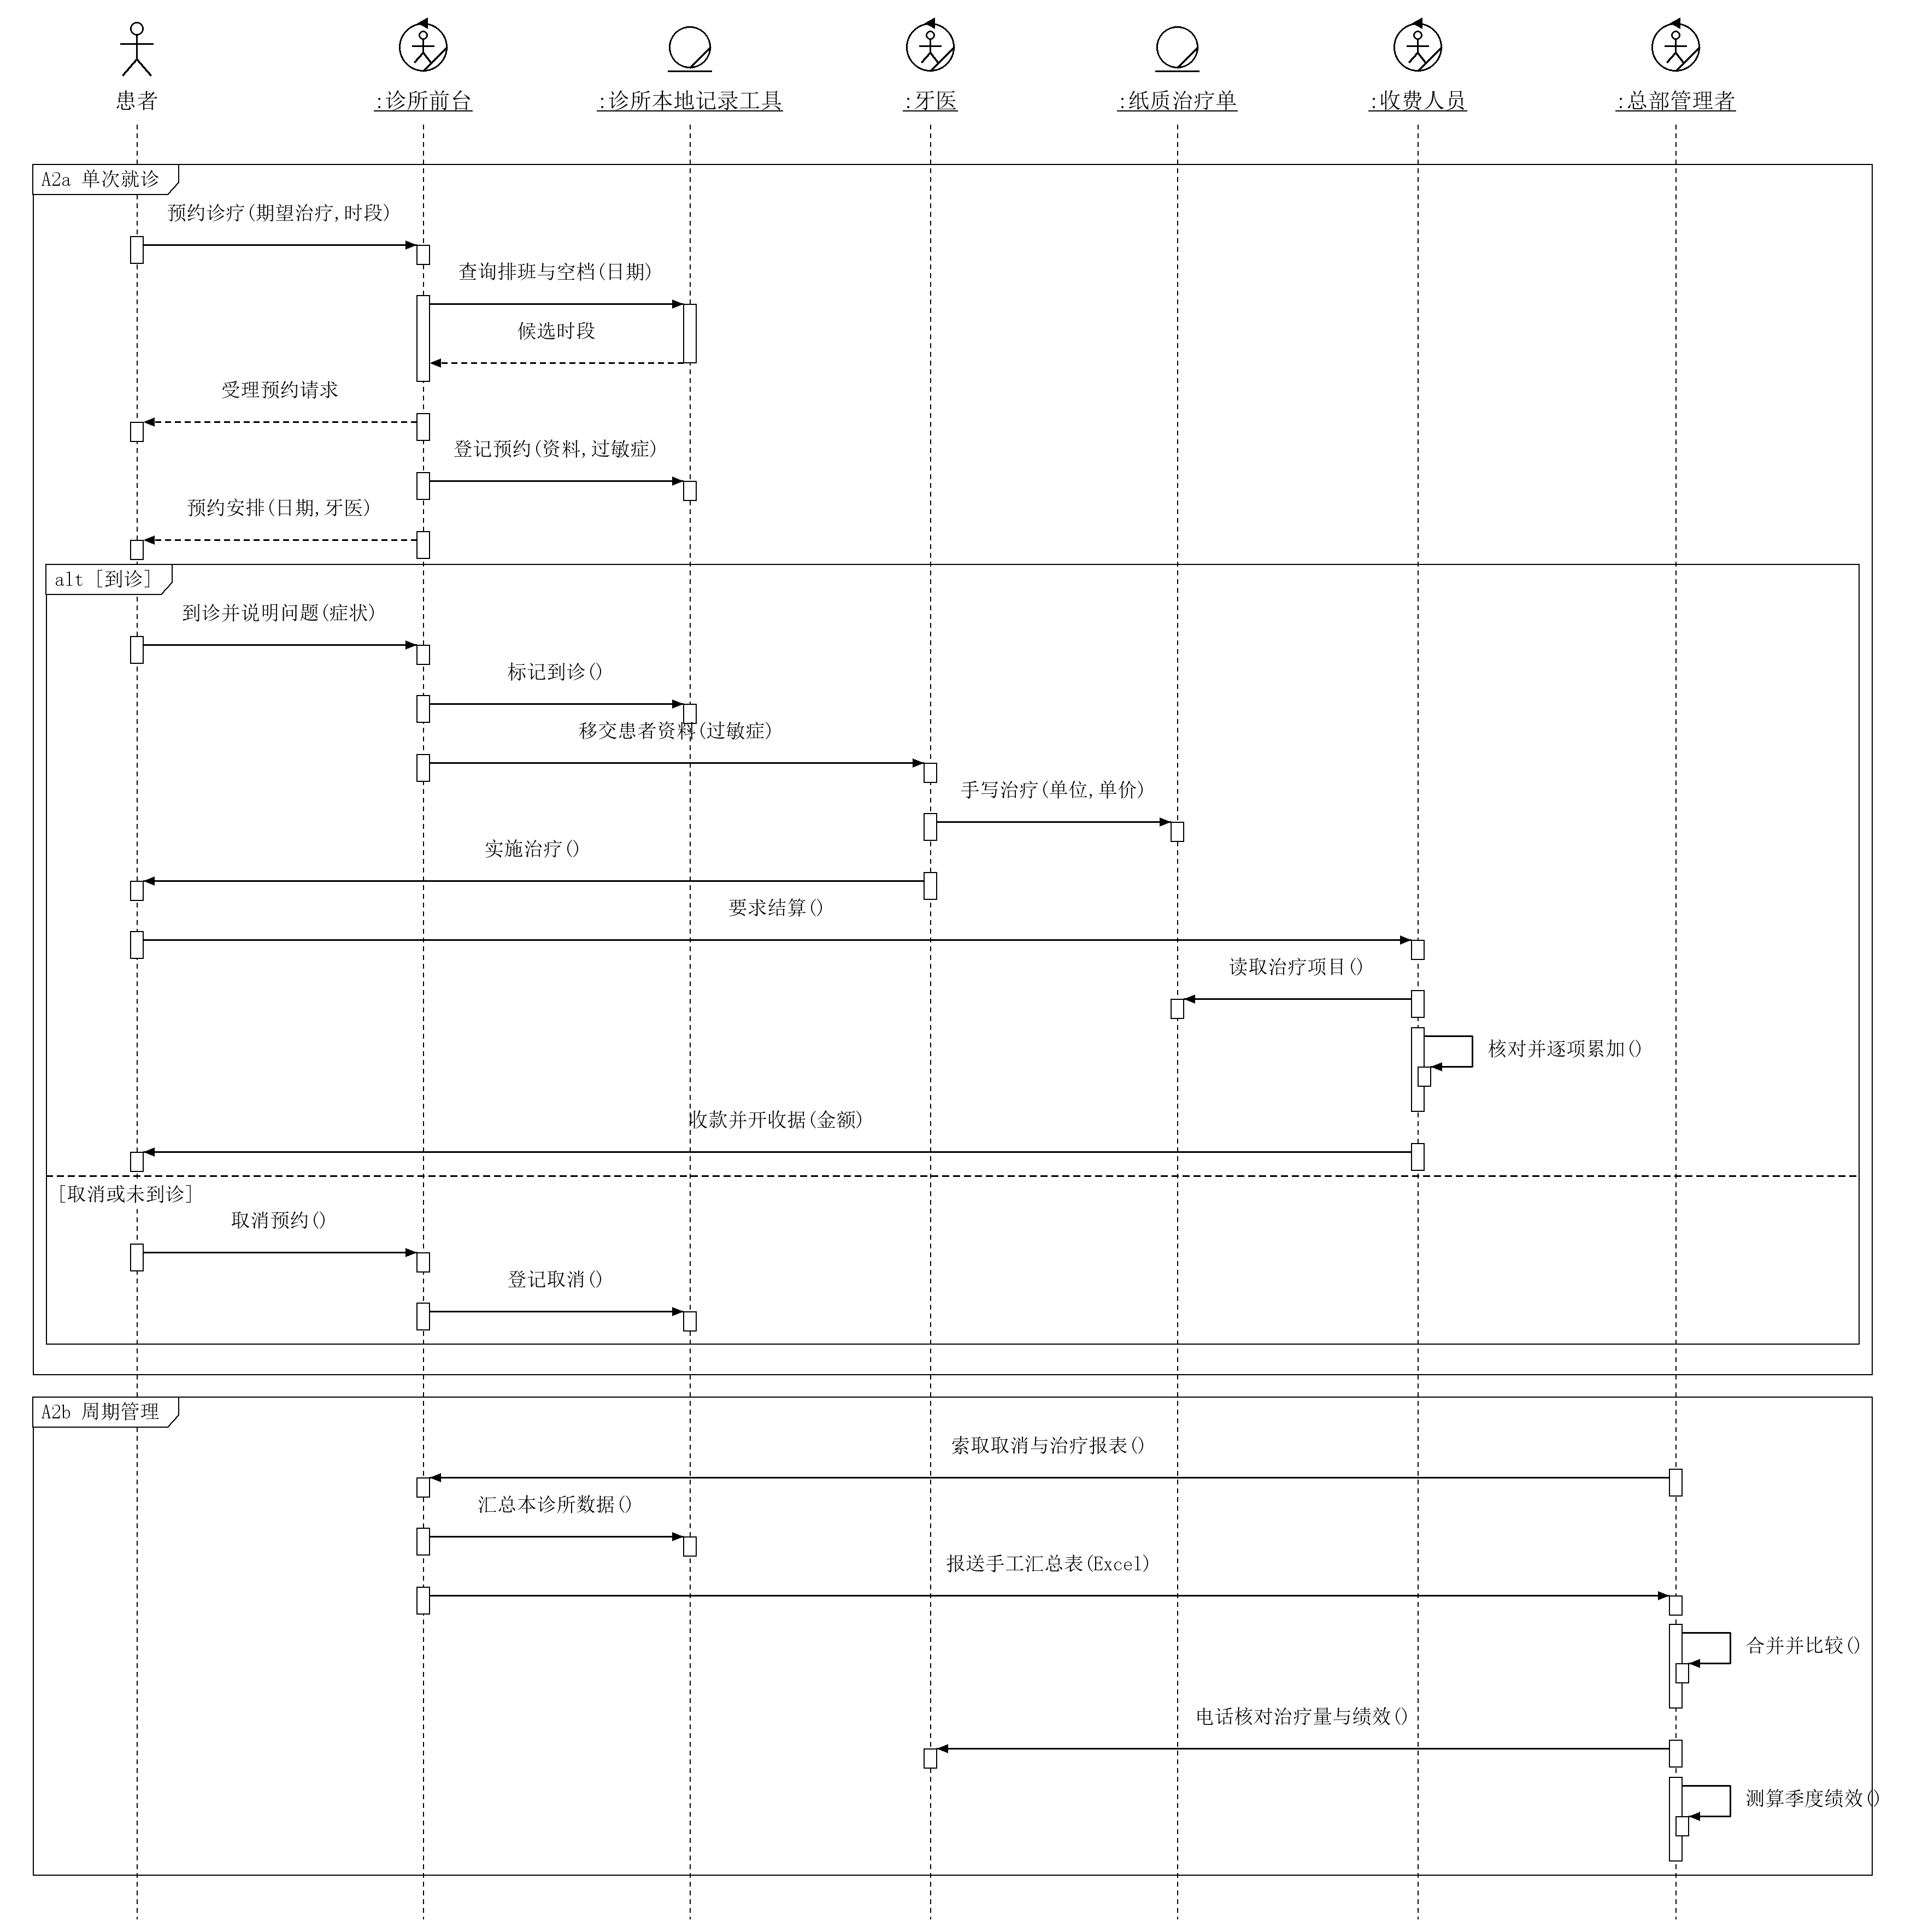 患者
:诊所前台
:诊所本地记录工具
:牙医
:纸质治疗单
:收费人员
:总部管理者
A2a 单次就诊
预约诊疗(期望治疗,时段)
查询排班与空档(日期)
候选时段
受理预约请求
登记预约(资料,过敏症)
预约安排(日期,牙医)
alt [到诊]
到诊并说明问题(症状)
标记到诊()
移交患者资料(过敏症)
手写治疗(单位,单价)
实施治疗()
要求结算()
读取治疗项目()
核对并逐项累加()
收款并开收据(金额)
[取消或未到诊]
取消预约()
登记取消()
A2b 周期管理
索取取消与治疗报表()
汇总本诊所数据()
报送手工汇总表(Excel)
合并并比较()
电话核对治疗量与绩效()
测算季度绩效()